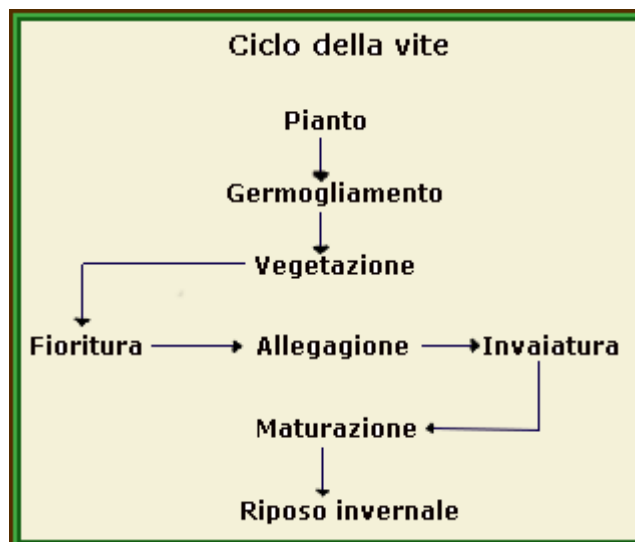 Ciclo della vite
Pianto
Germogliamento
Vegetazione
Fioritura Allegagione Invaiatura
Maturazione
Riposo invernale